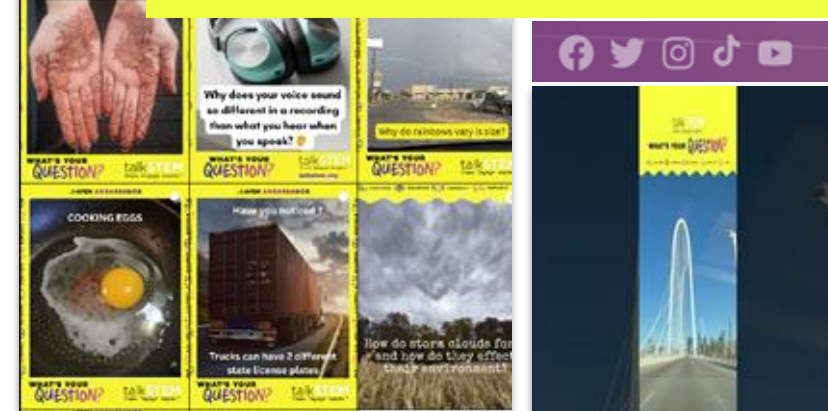 Why does your voice sound
so different in a recording
than what you hear when
you speak?
Why do rainbows vary is size?
WHAT'S YOUR
QUESTION?
talkSTEM
WHAT'S YOUR
QUESTION?
talkSTEM
WHAT'S YOUR
QUESTION?
talkSTEM
COOKING EGGS
Have you noticed ?
Trucks can have 2 different
state license plates
How do storm clouds for
and how do they effect
their environment?
WHAT'S YOUR
QUESTION?
talkSTEM
WHAT'S YOUR
QUESTION?
talkSTEM
talkSTEM
WHAT'S YOUR
QUESTION?